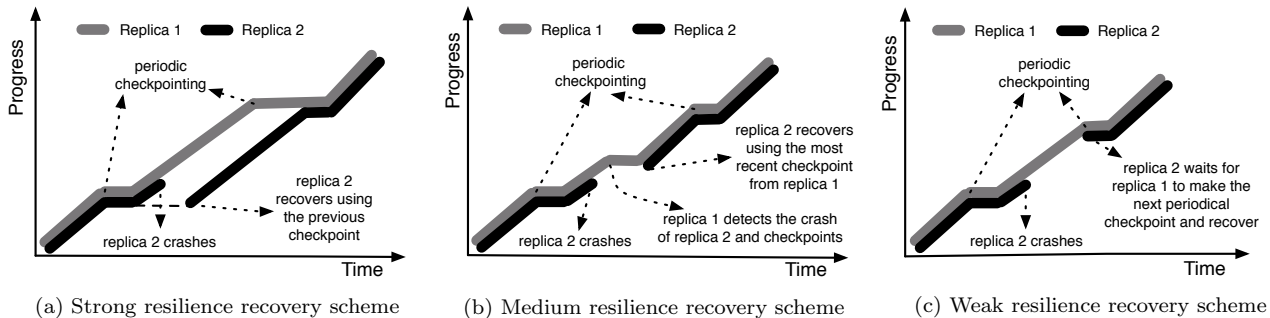 Progress
Replica 1
Replica 2
periodic
checkpointing
replica 2
recovers using
the previous
checkpoint
replica 2 crashes
Time
(a) Strong resilience recovery scheme
Progress
Replica 1
Replica 2
periodic
checkpointing
replica 2 recovers
using the most
recent checkpoint
from replica 1
replica 2 crashes
replica 1 detects the crash
of replica 2 and checkpoints
Time
(b) Medium resilience recovery scheme
Progress
Replica 1
Replica 2
periodic
checkpointing
replica 2 waits for
replica 1 to make the
next periodical
checkpoint and recover
replica 2 crashes
Time
(c) Weak resilience recovery scheme